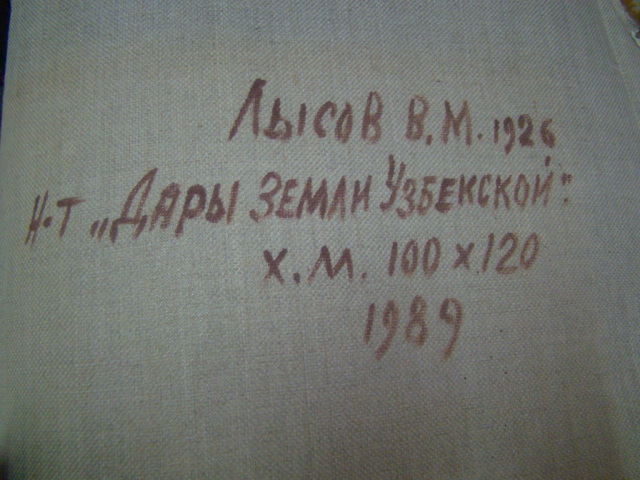 Лысов В.М. 1926
Н-Т „Дары Земли Узбекской".
Х.М. 100 х 120
1989